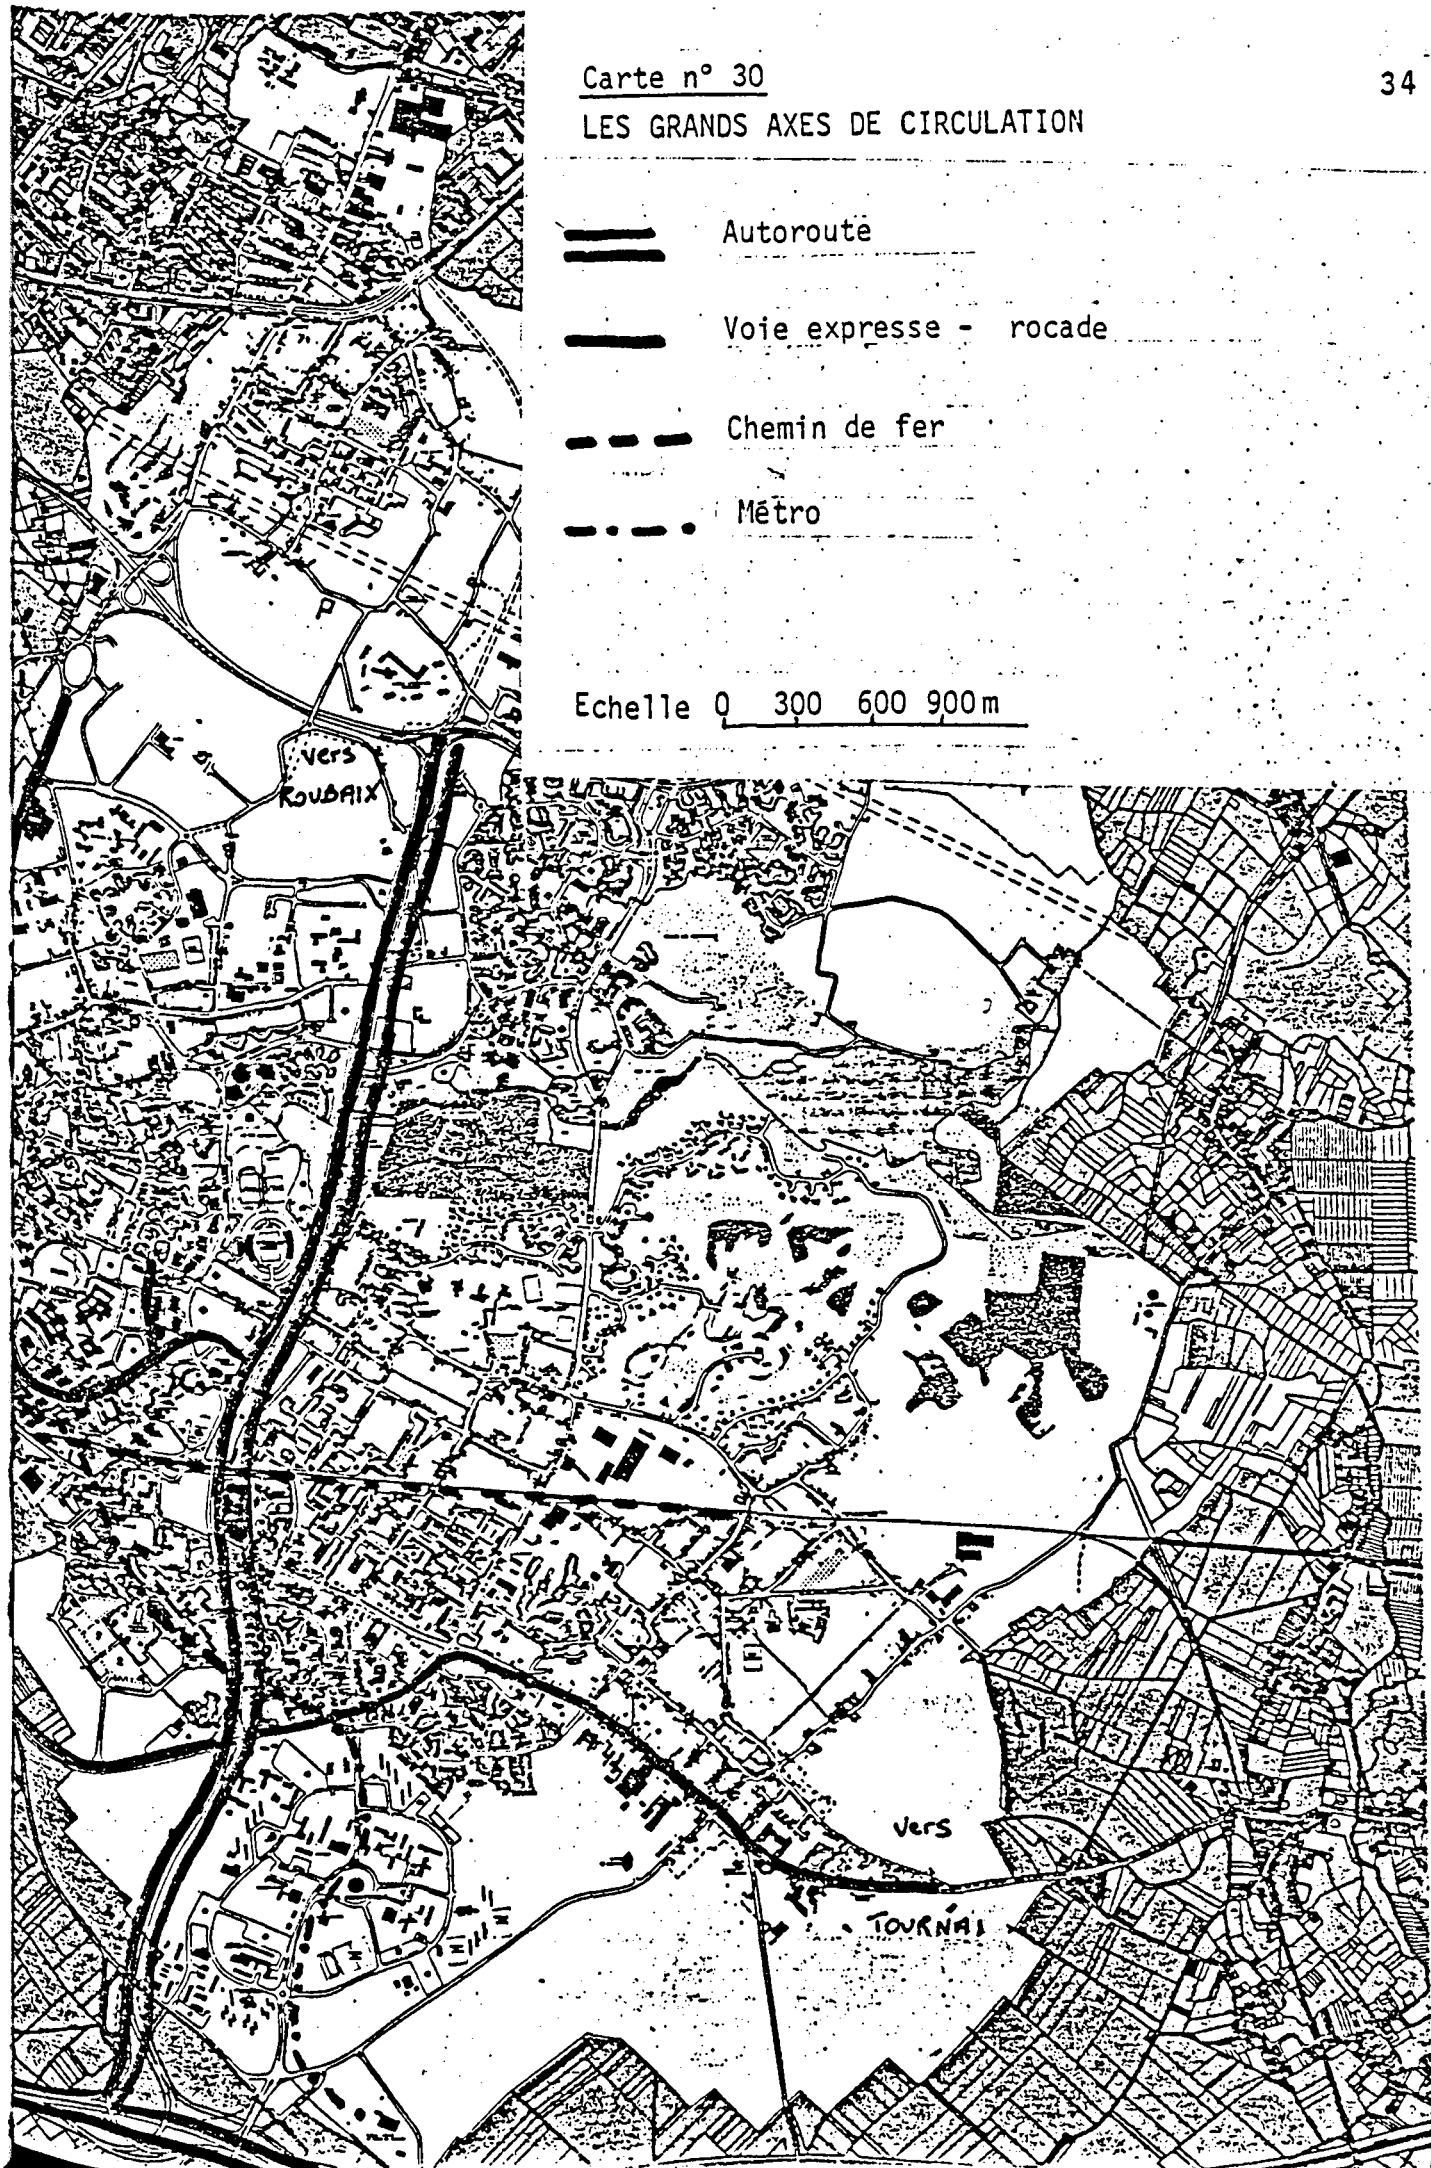 Carte n° 30
34
LES GRANDS AXES DE CIRCULATION
Autoroute
Voie expresse - rocade
Chemin de fer
Métro
Echelle 0 300 600 900m
P
vers
ROUBAIX
vers
TOURNAI